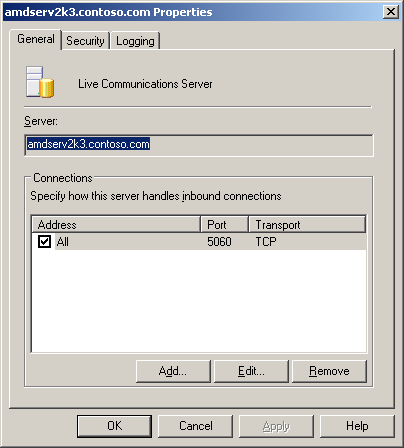 amdserv2k3.contoso.com Properties
General Security Logging
Live Communications Server
Server:
amdserv2k3.contoso.com
Connections
Specify how this server handles inbound connections
Address Port Transport
All 5060 TCP
Add... Edit... Remove
OK Cancel Apply Help